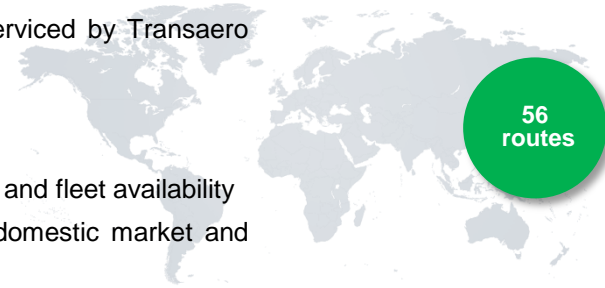 erviced by Transaero
56
routes
and fleet availability
domestic market and